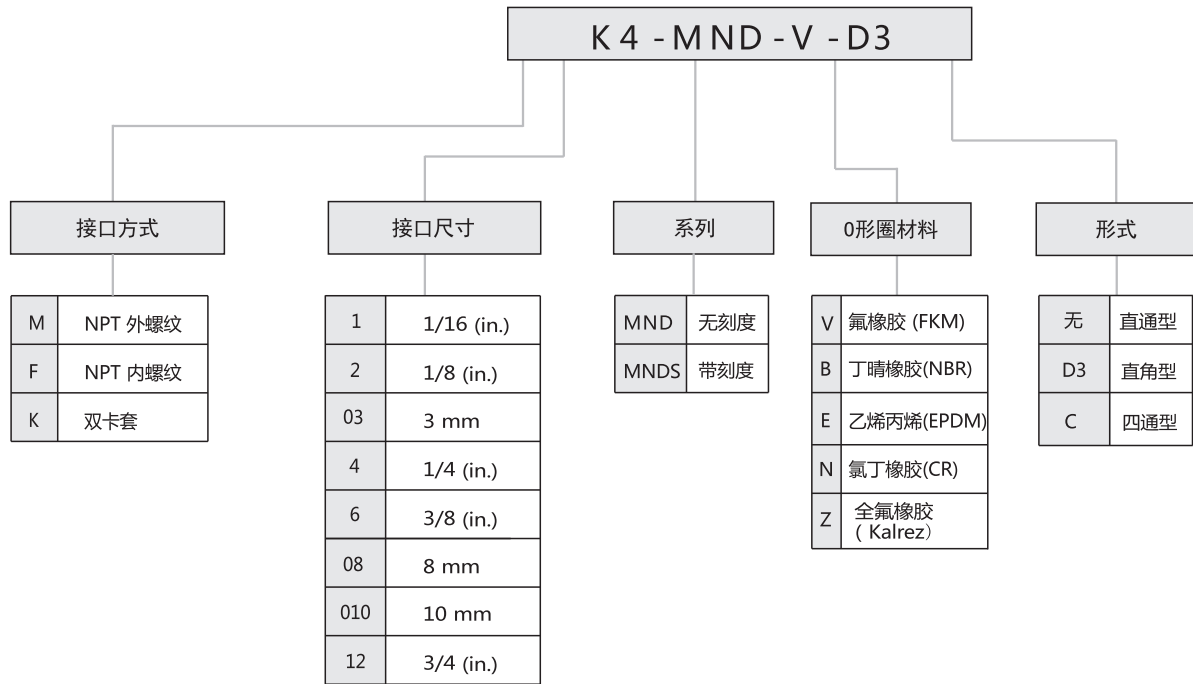 K4-MND-V-D3
接口方式
M NPT 外螺纹
F NPT 内螺纹
K 双卡套
接口尺寸
1 1/16 (in.)
2 1/8 (in.)
03 3 mm
4 1/4 (in.)
6 3/8 (in.)
08 8 mm
010 10 mm
12 3/4 (in.)
系列
MND 无刻度
MNDS 带刻度
0形圈材料
V 氟橡胶 (FKM)
B 丁晴橡胶(NBR)
E 乙烯丙烯(EPDM)
N 氯丁橡胶(CR)
Z 全氟橡胶
( Kalrez）
形式
无 直通型
D3 直角型
C 四通型